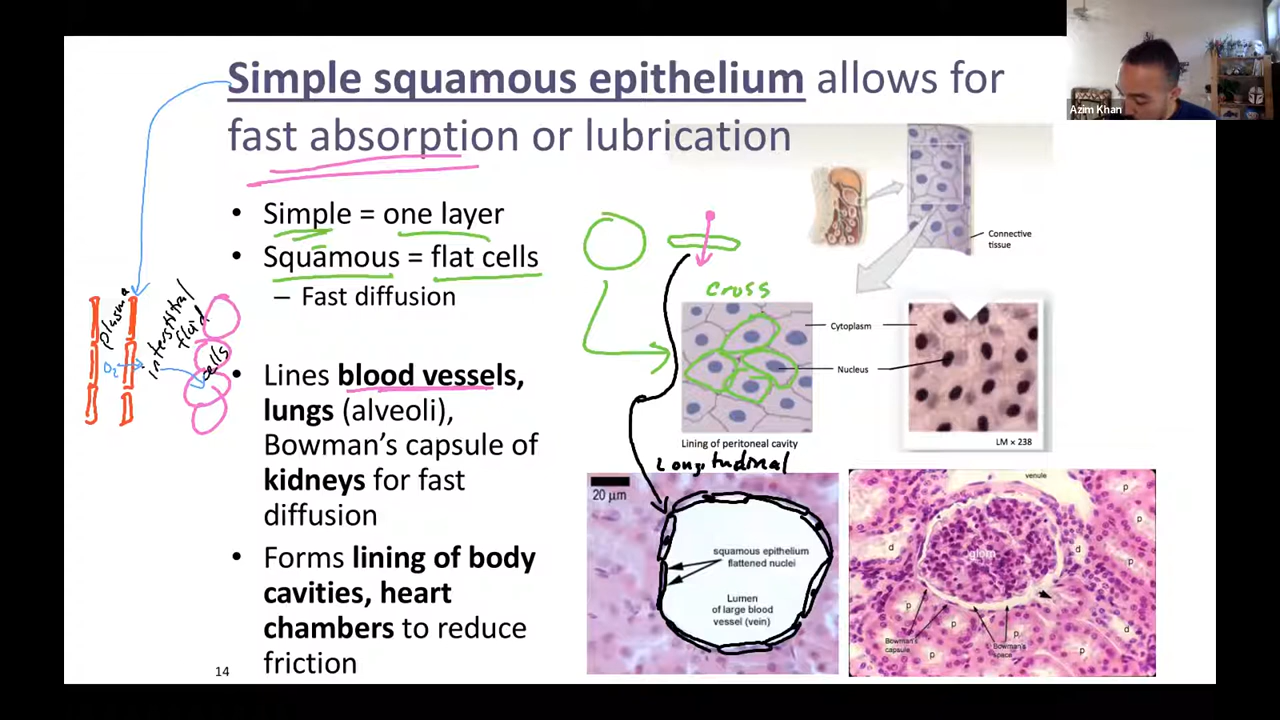 Azim Khan
Simple squamous epithelium allows for
fast absorption or lubrication
• Simple = one layer
• Squamous = flat cells
– Fast diffusion
• Lines blood vessels,
lungs (alveoli),
Bowman's capsule of
kidneys for fast
diffusion
• Forms lining of body
cavities, heart
chambers to reduce
friction
14
plasma
interstitial
fluid
cells
O2
cross
Connective
tissue
Cytoplasm
Nucleus
Lining of peritoneal cavity
LM × 238
Longitudinal
20 µm
squamous epithelium
flattened nuclei
Lumen
of large blood
vessel (vein)
venule
p
p
p
d
glom
d
p
p
p
d
p
p
p
Bowman's
capsule
Bowman's
space